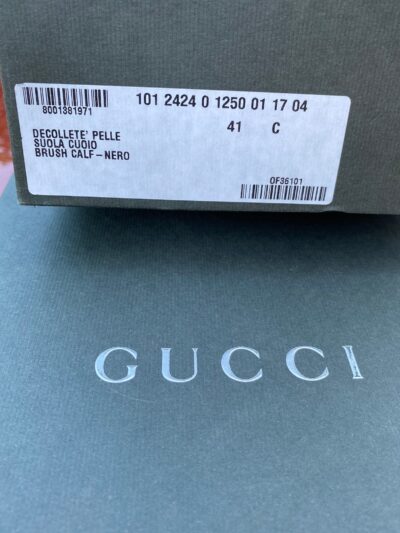 101 2424 0 1250 01 17 04
8001381971
41 C
DECOLLETE' PELLE
SUOLA CUOIO
BRUSH CALF-NERO
OF36101
GUCCI